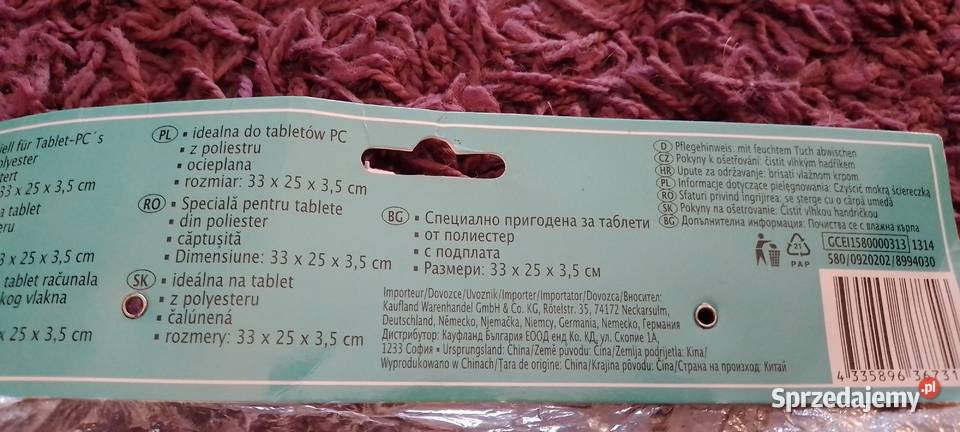 ell für Tablet-PC´s
olyester
tert
33 x 25 x 3,5 cm
a tablet
eru
3 x 25 x 3,5 cm
tablet računala
kog vlakna
x 25 x 3,5 cm
PL ▪ idealna do tabletów PC
▪ z poliestru
▪ ocieplana
▪ rozmiar: 33 x 25 x 3,5 cm
RO ▪ Specială pentru tablete
▪ din poliester
▪ căptușită
▪ Dimensiune: 33 x 25 x 3,5 cm
SK ▪ ideálna na tablet
▪ z polyesteru
▪ čalúnená
▪ rozmery: 33 x 25 x 3,5 cm
BG ▪ Специално пригодена за таблети
▪ от полиестер
▪ с подплата
▪ Размери: 33 x 25 x 3,5 см
Importeur/Dovozce/Uvoznik/Importer/Importator/Dovozca/Вносител:
Kaufland Warenhandel GmbH & Co. KG, Rötelstr. 35, 74172 Neckarsulm,
Deutschland, Německo, Njemačka, Niemcy, Germania, Nemecko, Германия
Дистрибутор: Кауфланд България ЕООД енд Ко. КД, ул. Скопие 1А,
1233 София ▪ Ursprungsland: China/Země původu: Čína/Zemlja podrijetla: Kina/
Wyprodukowano w Chinach/Țara de origine: China/Krajina pôvodu: Čína/Страна на произход: Китай
D Pflegehinweis: mit feuchtem Tuch abwischen
CZ Pokyny k ošetřování: čistit vlhkým hadříkem
HR Upute za održavanje: brisati vlažnom krpom
PL Informacje dotyczące pielęgnowania: Czyścić mokrą ściereczką
RO Sfaturi privind îngrijirea: se sterge cu o cârpă umedă
SK Pokyny na ošetrovanie: Čistiť vlhkou handričkou
BG Допълнителна информация: Почиства се с влажна кърпа
21
PAP
GCEI1580000313 1314
580/0920202/8994030
4 335896 36731
Sprzedajemy.pl